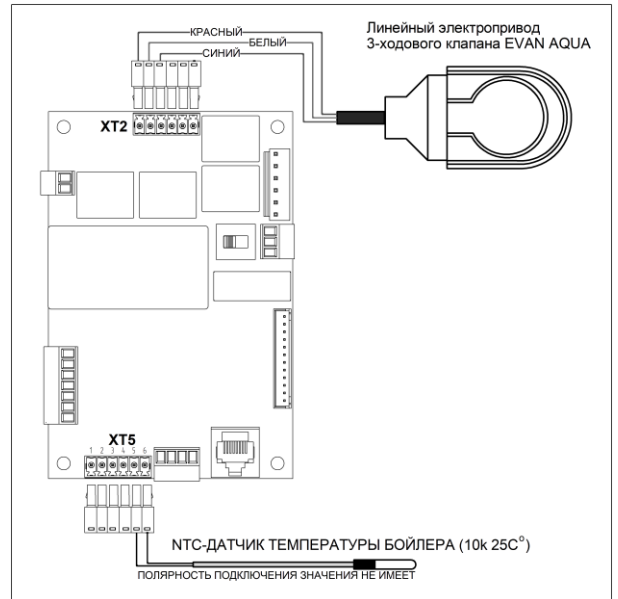 КРАСНЫЙ
БЕЛЫЙ
СИНИЙ
Линейный электропривод
3-ходового клапана EVAN AQUA
XT2
XT5
1 2 3 4 5 6
NTC-ДАТЧИК ТЕМПЕРАТУРЫ БОЙЛЕРА (10k 25C°)
ПОЛЯРНОСТЬ ПОДКЛЮЧЕНИЯ ЗНАЧЕНИЯ НЕ ИМЕЕТ